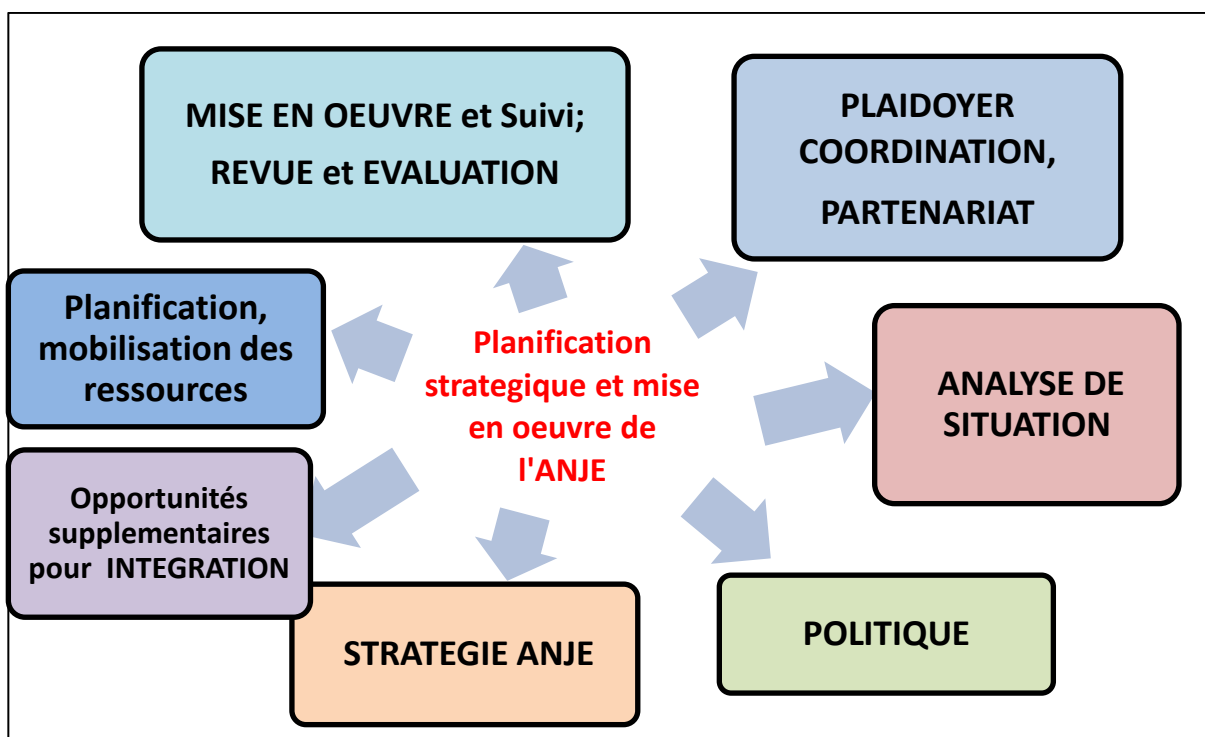 MISE EN OEUVRE et Suivi;
REVUE et EVALUATION
PLAIDOYER
COORDINATION,
PARTENARIAT
Planification,
mobilisation des
ressources
Planification
strategique et mise
en oeuvre de
l'ANJE
ANALYSE DE
SITUATION
Opportunités
supplementaires
pour INTEGRATION
STRATEGIE ANJE
POLITIQUE